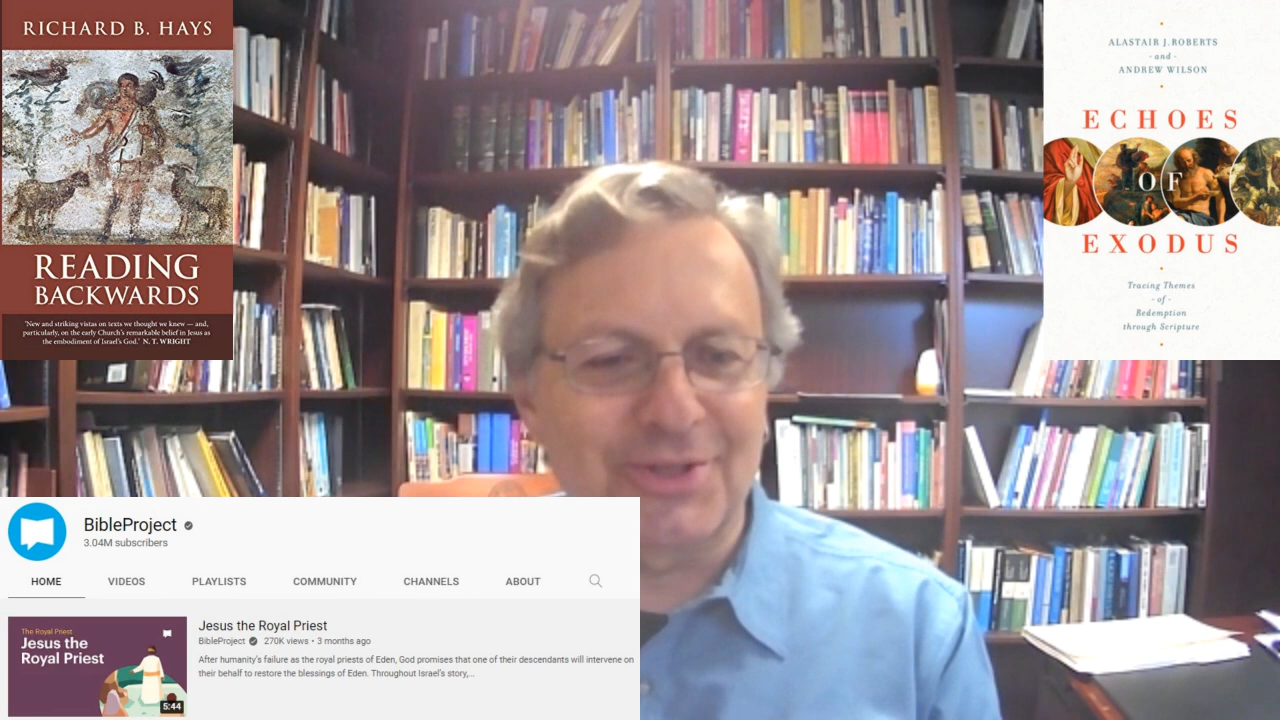 RICHARD B. HAYS
READING
BACKWARDS
'New and striking vistas on texts we thought we knew — and,
particularly, on the early Church's remarkable belief in Jesus as
the embodiment of Israel's God.' N. T. WRIGHT
ALASTAIR J. ROBERTS
- and -
ANDREW WILSON
ECHOES
OF
EXODUS
Tracing Themes
- of -
Redemption
through Scripture
BibleProject
3.04M subscribers
HOME VIDEOS PLAYLISTS COMMUNITY CHANNELS ABOUT
The Royal Priest
Jesus the
Royal Priest
5:44
Jesus the Royal Priest
BibleProject 270K views • 3 months ago
After humanity's failure as the royal priests of Eden, God promises that one of their descendants will intervene on
their behalf to restore the blessings of Eden. Throughout Israel's story,...